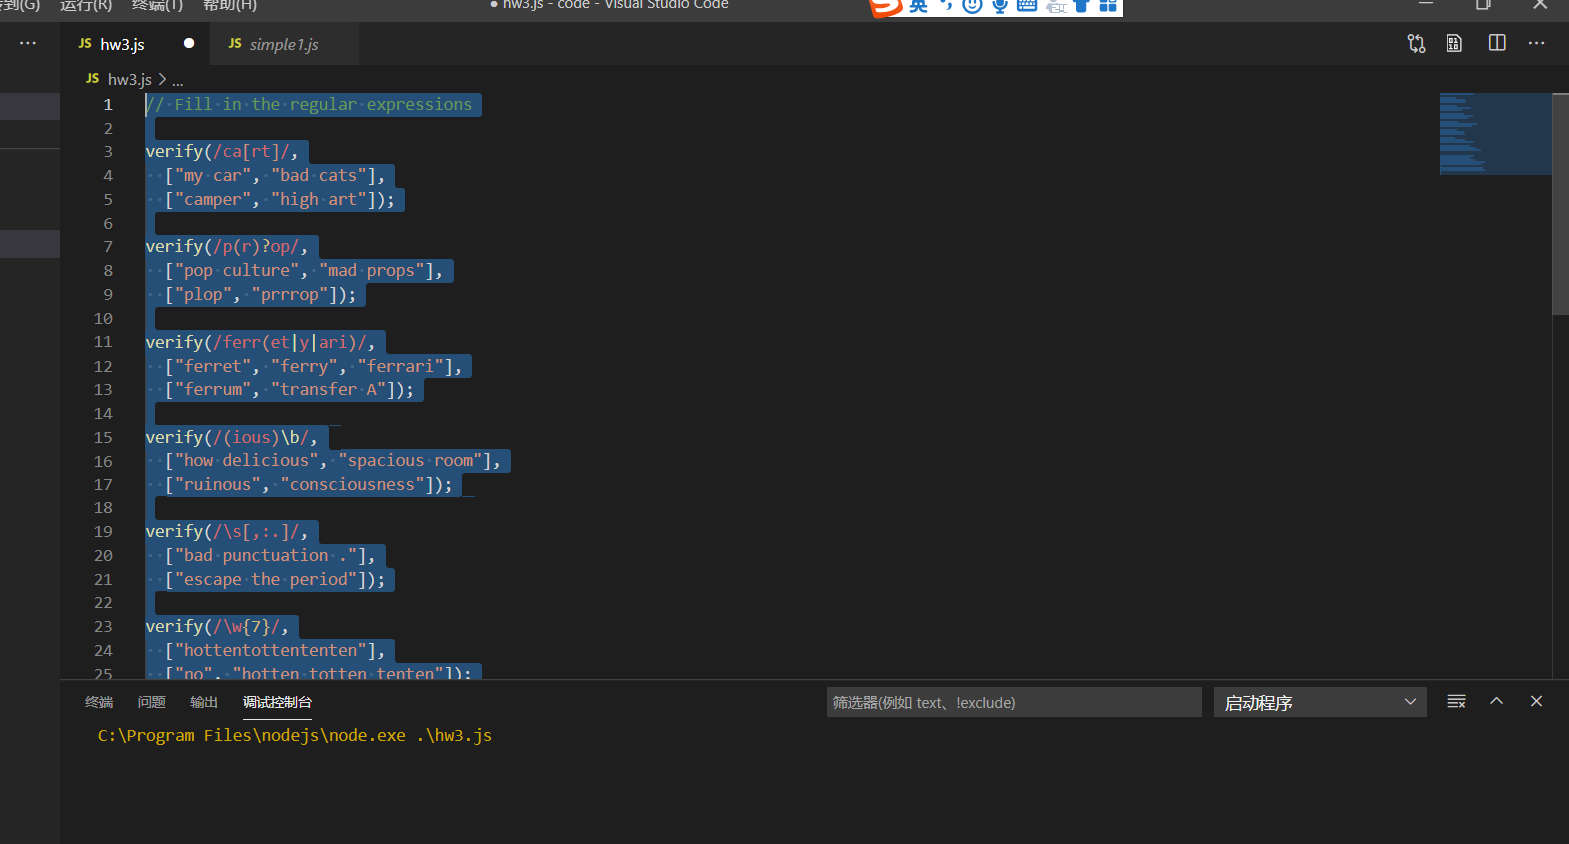 到(G) 运行(R) 终端(T) 帮助(H)
● hw3.js - code - Visual Studio Code
英
JS hw3.js ●
JS simple1.js
JS hw3.js > ...
1 // Fill in the regular expressions
2
3 verify(/ca[rt]/,
4 ["my car", "bad cats"],
5 ["camper", "high art"]);
6
7 verify(/p(r)?op/,
8 ["pop culture", "mad props"],
9 ["plop", "prrrop"]);
10
11 verify(/ferr(et|y|ari)/,
12 ["ferret", "ferry", "ferrari"],
13 ["ferrum", "transfer A"]);
14
15 verify(/(ious)\b/,
16 ["how delicious", "spacious room"],
17 ["ruinous", "consciousness"]);
18
19 verify(/\s[,:.]/,
20 ["bad punctuation ."],
21 ["escape the period"]);
22
23 verify(/\w{7}/,
24 ["hottentottententen"],
25 ["no", "hotten totten tenten"]);
终端 问题 输出 调试控制台
筛选器(例如 text、!exclude)
启动程序
C:\Program Files\nodejs\node.exe .\hw3.js